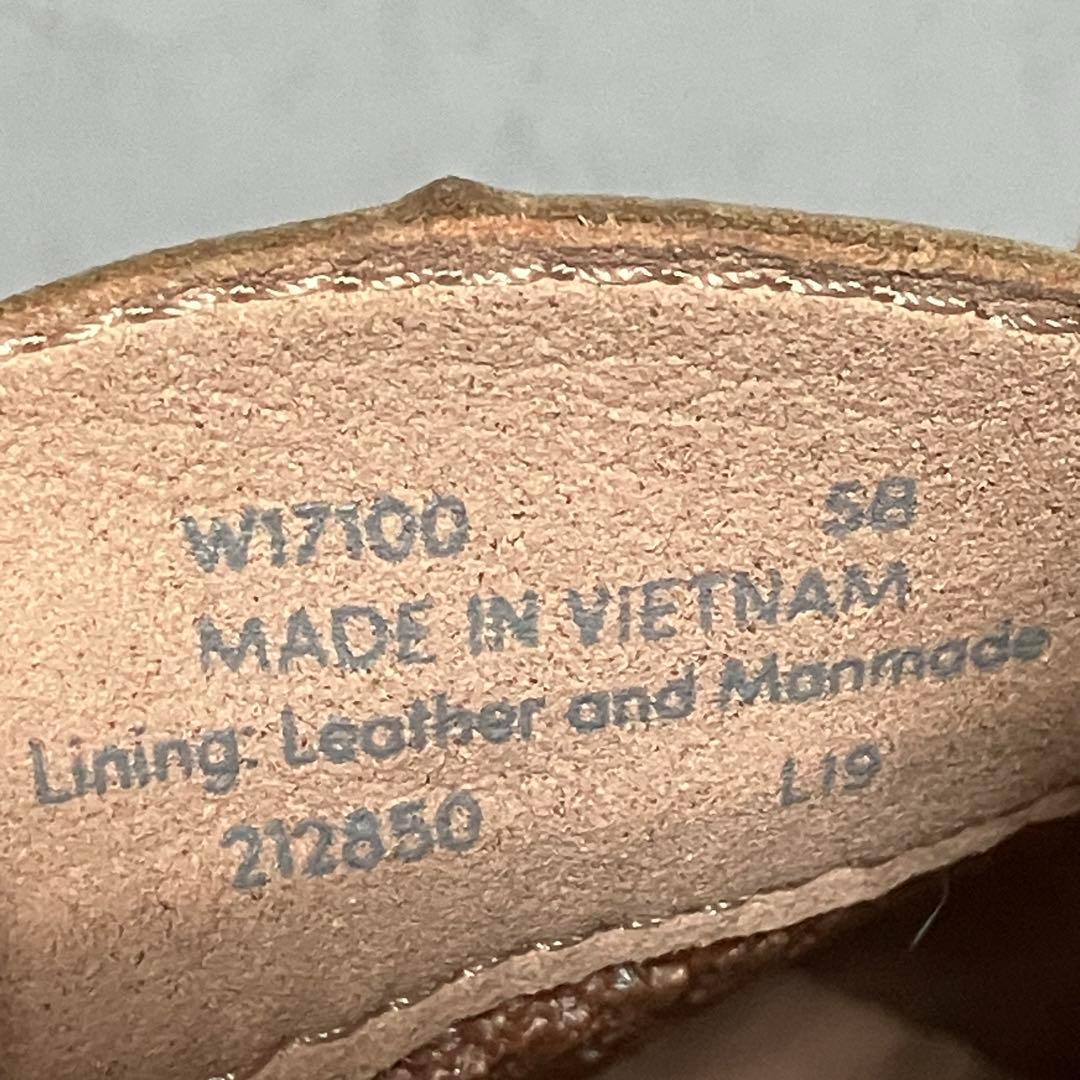 W17100 5B
MADE IN VIETNAM
Lining: Leather and Manmade
212850 L19